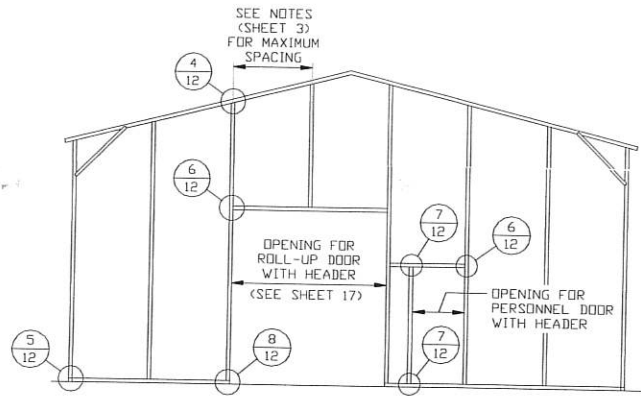 SEE NOTES
(SHEET 3)
FOR MAXIMUM
SPACING
4
12
6
12
7
12
6
12
OPENING FOR
ROLL-UP DOOR
WITH HEADER
(SEE SHEET 17)
OPENING FOR
PERSONNEL DOOR
WITH HEADER
5
12
8
12
7
12